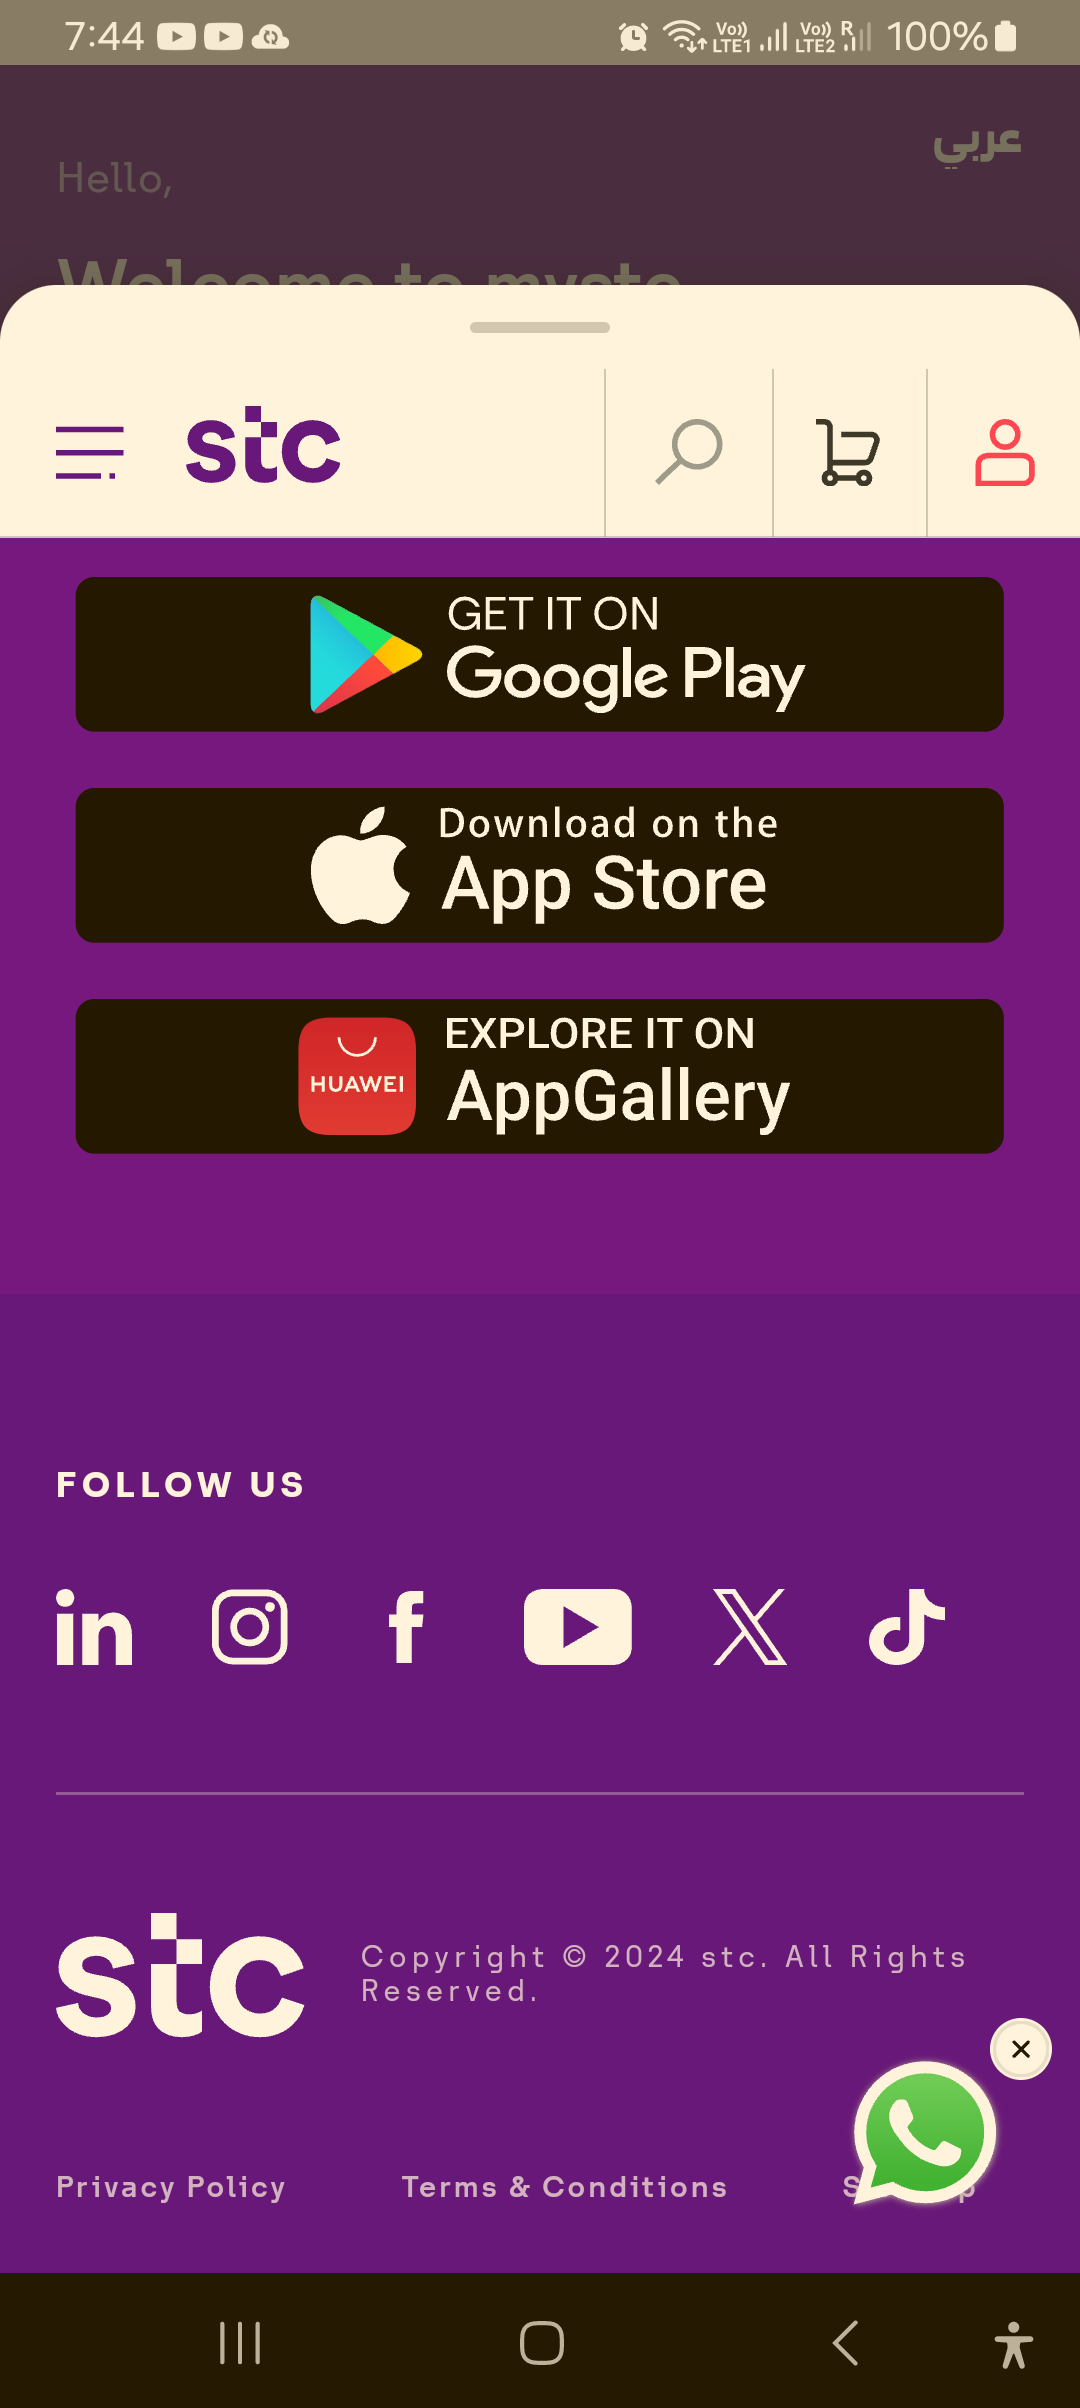 7:44
Vo)) LTE1
Vo)) LTE2
R
100%
عربي
Hello,
Welcome to mystc
stc
GET IT ON
Google Play
Download on the
App Store
HUAWEI
EXPLORE IT ON
AppGallery
FOLLOW US
in
f
X
stc
Copyright © 2024 stc. All Rights
Reserved.
Privacy Policy
Terms & Conditions